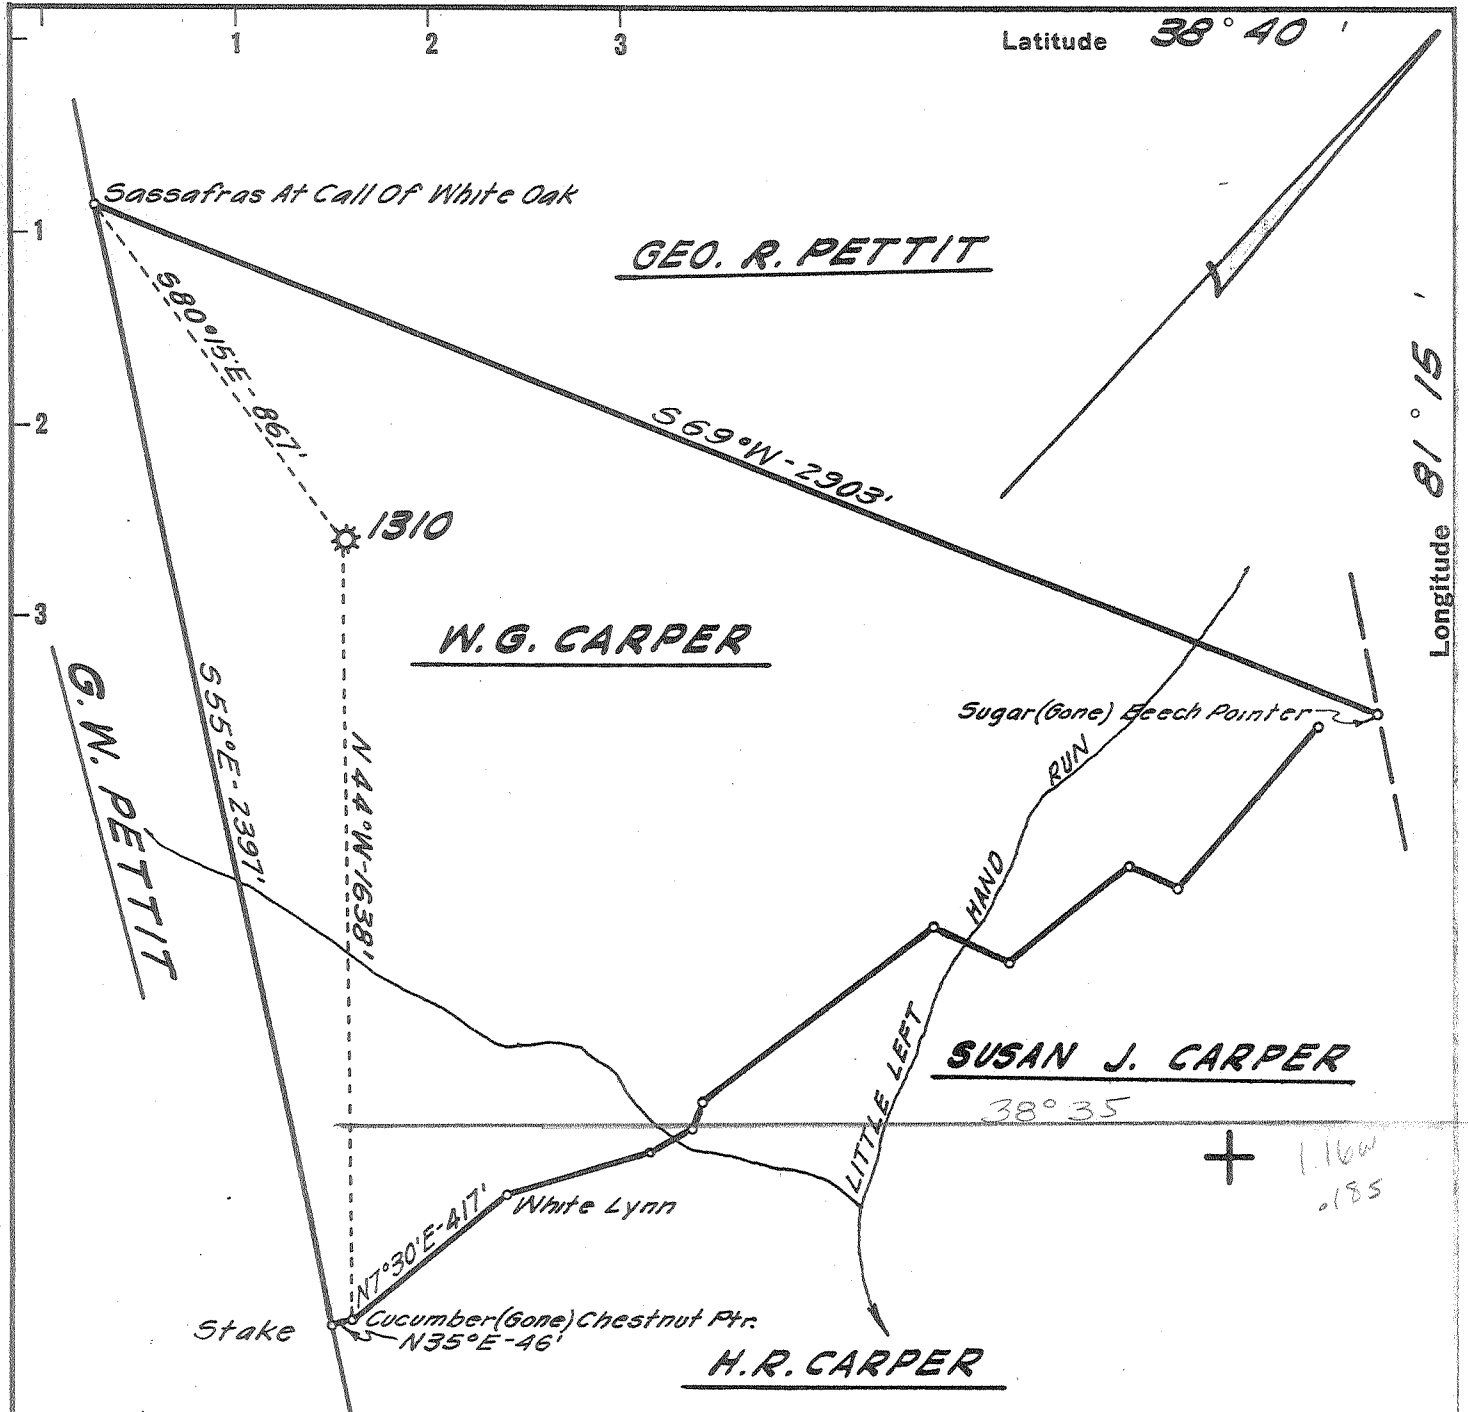 1 2 3
Latitude 38° 40 '
Sassafras At Call Of White Oak
1
GEO. R. PETTIT
S80°15'E - 867'
Longitude 81° 15 '
2
S69°W - 2903'
1310
3
W.G. CARPER
G.W. PETTIT
S55°E - 2397'
N44°W - 1638'
Sugar (Gone) Beech Pointer
LITTLE LEFT HAND RUN
SUSAN J. CARPER
38° 35
1.16W
.185
N7°30'E - 417'
White Lynn
Stake
Cucumber (Gone) Chestnut Ptr.
N35°E - 46'
H.R. CARPER